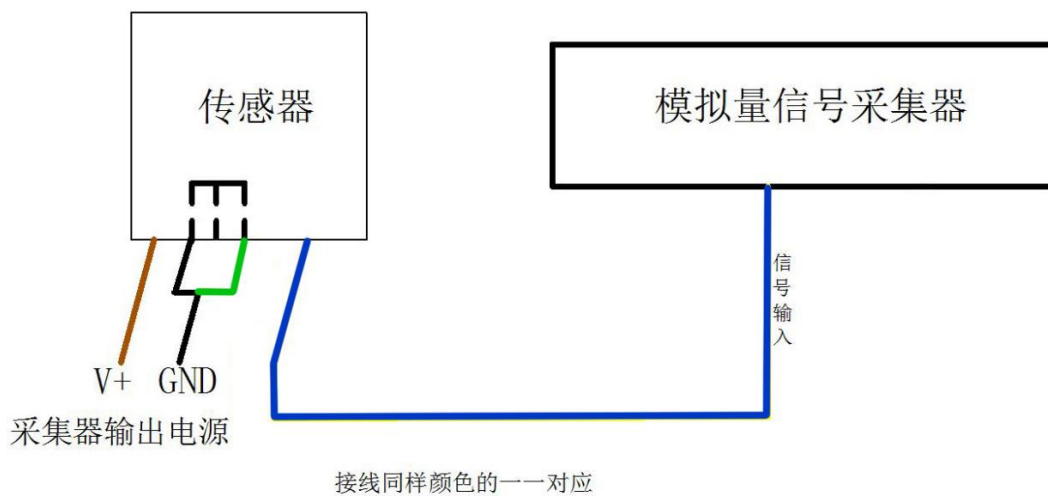 传感器
模拟量信号采集器
信号输入
V+ GND
采集器输出电源
接线同样颜色的一一对应